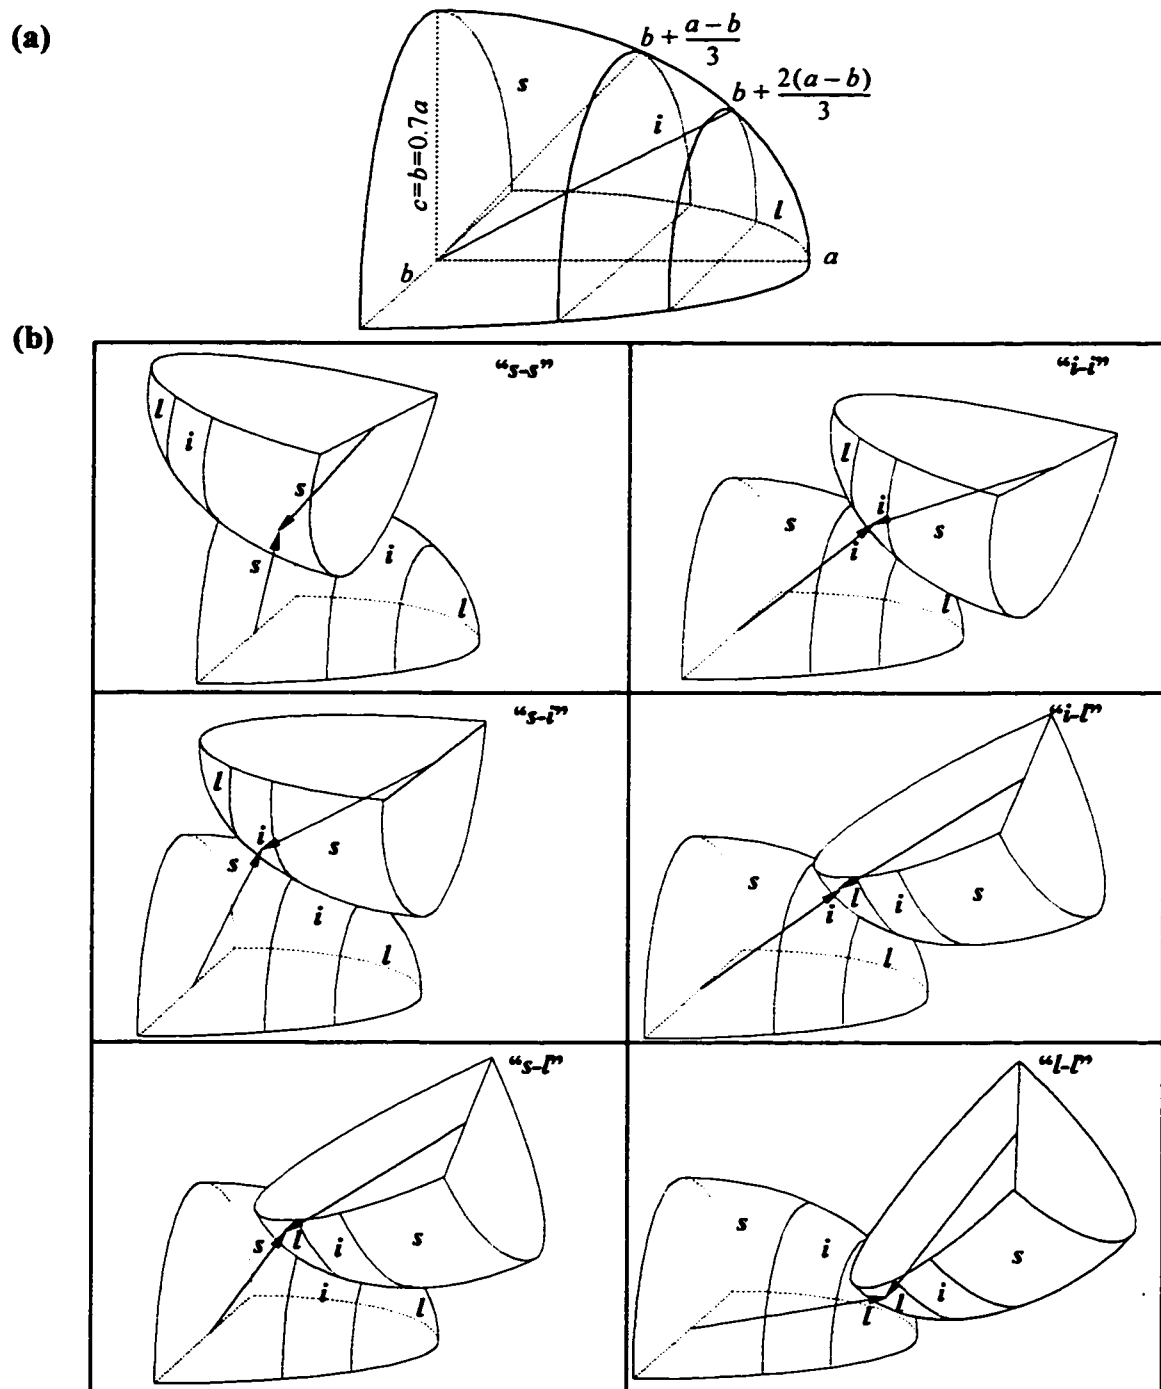 (a)
b + (a−b)/3
b + 2(a−b)/3
s
i
l
c=b=0.7a
b
a
(b)
“s-s”
l
i
s
s
i
l
“i-i”
l
s
i
i
s
l
“s-i”
l
i
s
s
i
l
“i-l”
s
i
l
i
s
l
“s-l”
s
l
i
s
i
l
“l-l”
s
i
s
i
l
l